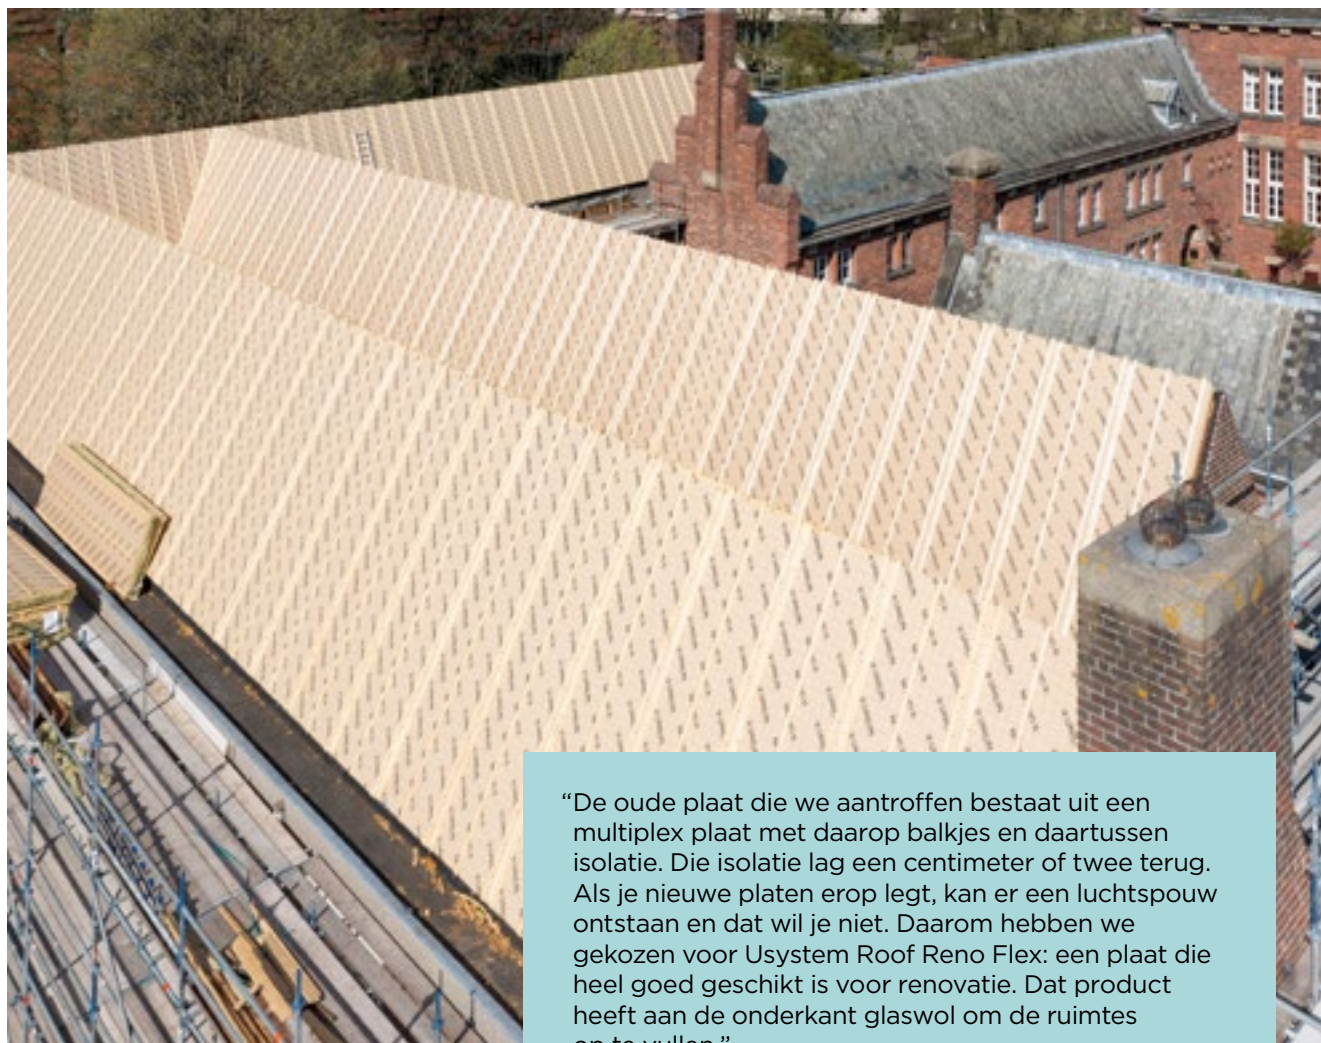 “De oude plaat die we aantroffen bestaat uit een
multiplex plaat met daarop balkjes en daartussen
isolatie. Die isolatie lag een centimeter of twee terug.
Als je nieuwe platen erop legt, kan er een luchtspouw
ontstaan en dat wil je niet. Daarom hebben we
gekozen voor Usystem Roof Reno Flex: een plaat die
heel goed geschikt is voor renovatie. Dat product
heeft aan de onderkant glaswol om de ruimtes
op te vullen.”